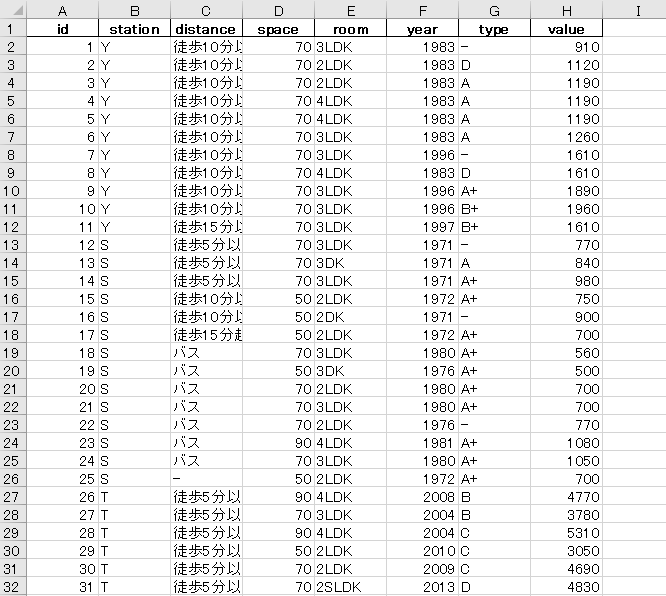 A B C D E F G H I
1 id station distance space room year type value
2 1 Y 徒歩10分以 70 3LDK 1983 - 910
3 2 Y 徒歩10分以 70 2LDK 1983 D 1120
4 3 Y 徒歩10分以 70 2LDK 1983 A 1190
5 4 Y 徒歩10分以 70 4LDK 1983 A 1190
6 5 Y 徒歩10分以 70 4LDK 1983 A 1190
7 6 Y 徒歩10分以 70 3LDK 1983 A 1260
8 7 Y 徒歩10分以 70 3LDK 1996 - 1610
9 8 Y 徒歩10分以 70 4LDK 1983 D 1610
10 9 Y 徒歩10分以 70 3LDK 1996 A+ 1890
11 10 Y 徒歩10分以 70 3LDK 1996 B+ 1960
12 11 Y 徒歩15分以 70 3LDK 1997 B+ 1610
13 12 S 徒歩5分以 70 3LDK 1971 - 770
14 13 S 徒歩5分以 70 3DK 1971 A 840
15 14 S 徒歩5分以 70 3LDK 1971 A+ 980
16 15 S 徒歩10分以 50 2LDK 1972 A+ 750
17 16 S 徒歩10分以 50 2DK 1971 - 900
18 17 S 徒歩15分超 50 2LDK 1972 A+ 700
19 18 S バス 70 3LDK 1980 A+ 560
20 19 S バス 50 3DK 1976 A+ 500
21 20 S バス 70 2LDK 1980 A+ 700
22 21 S バス 70 3LDK 1980 A+ 700
23 22 S バス 70 2LDK 1976 - 770
24 23 S バス 90 4LDK 1981 A+ 1080
25 24 S バス 70 3LDK 1980 A+ 1050
26 25 S - 50 2LDK 1972 A+ 700
27 26 T 徒歩5分以 90 4LDK 2008 B 4770
28 27 T 徒歩5分以 70 3LDK 2004 B 3780
29 28 T 徒歩5分以 90 4LDK 2004 C 5310
30 29 T 徒歩5分以 50 2LDK 2010 C 3050
31 30 T 徒歩5分以 70 2LDK 2009 C 4690
32 31 T 徒歩5分以 70 2SLDK 2013 D 4830